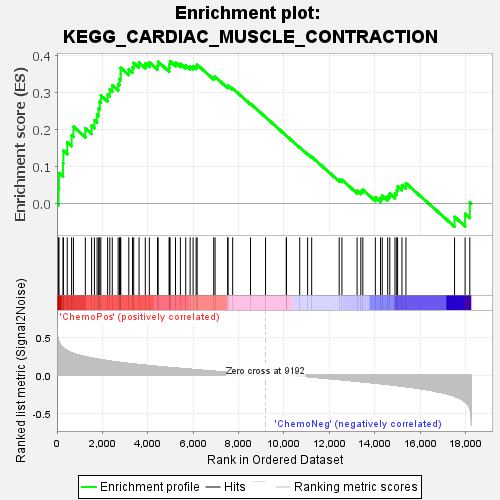 Enrichment plot:
KEGG_CARDIAC_MUSCLE_CONTRACTION
Enrichment score (ES)
0.4
0.3
0.2
0.1
0.0
'ChemoPos' (positively correlated)
Ranked list metric (Signal2Noise)
0.5
0.0
-0.5
Zero cross at 9192
'ChemoNeg' (negatively correlated)
0
2,000
4,000
6,000
8,000
10,000
12,000
14,000
16,000
18,000
Rank in Ordered Dataset
Enrichment profile
Hits
Ranking metric scores